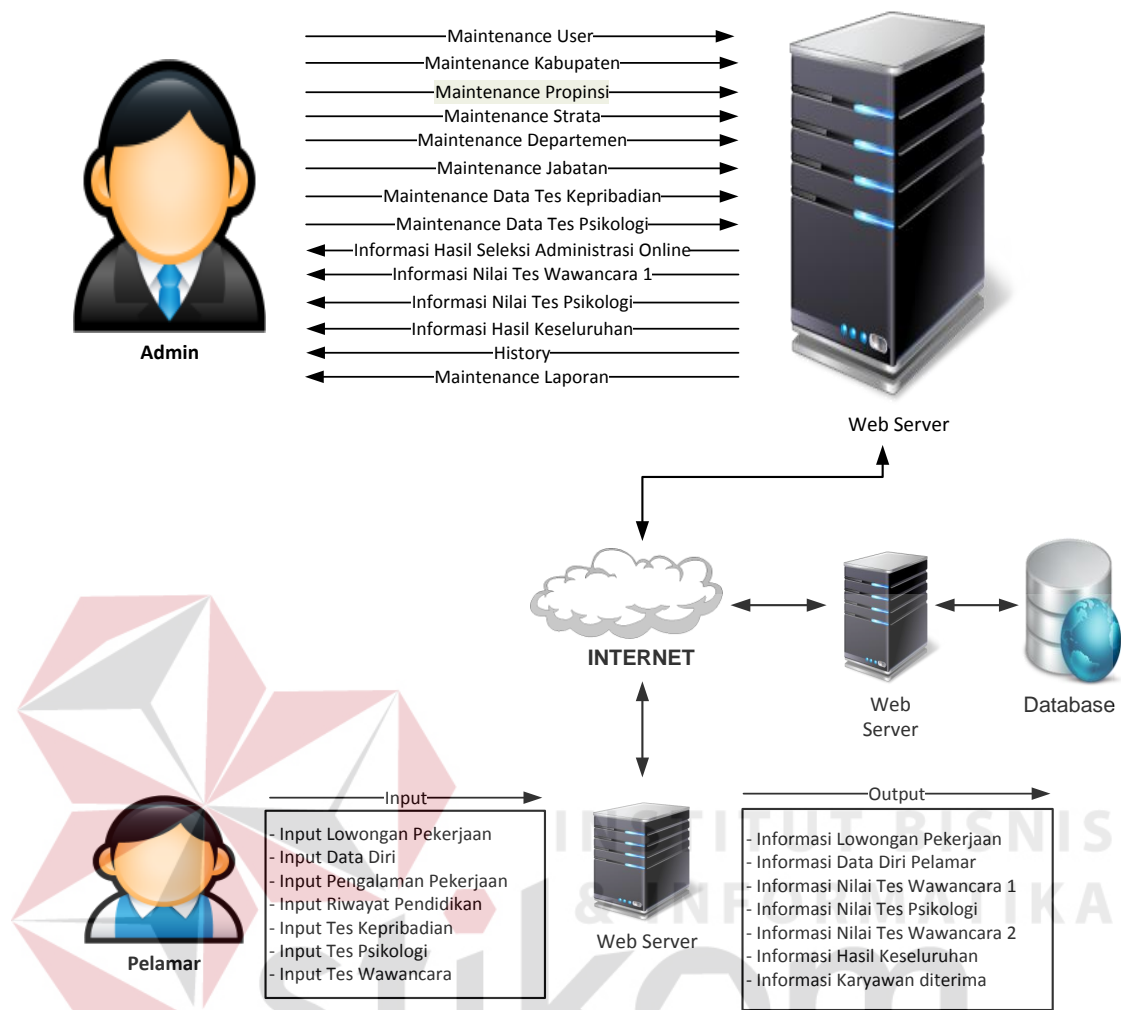 Maintenance User
Maintenance Kabupaten
Maintenance Propinsi
Maintenance Strata
Maintenance Departemen
Maintenance Jabatan
Maintenance Data Tes Kepribadian
Maintenance Data Tes Psikologi
Informasi Hasil Seleksi Administrasi Online
Informasi Nilai Tes Wawancara 1
Informasi Nilai Tes Psikologi
Informasi Hasil Keseluruhan
History
Maintenance Laporan
Admin
Web Server
INTERNET
Web
Server
Database
Input
- Input Lowongan Pekerjaan
- Input Data Diri
- Input Pengalaman Pekerjaan
- Input Riwayat Pendidikan
- Input Tes Kepribadian
- Input Tes Psikologi
- Input Tes Wawancara
Pelamar
Web Server
Output
- Informasi Lowongan Pekerjaan
- Informasi Data Diri Pelamar
- Informasi Nilai Tes Wawancara 1
- Informasi Nilai Tes Psikologi
- Informasi Nilai Tes Wawancara 2
- Informasi Hasil Keseluruhan
- Informasi Karyawan diterima
INSTITUT BISNIS
& INFORMATIKA
stikom